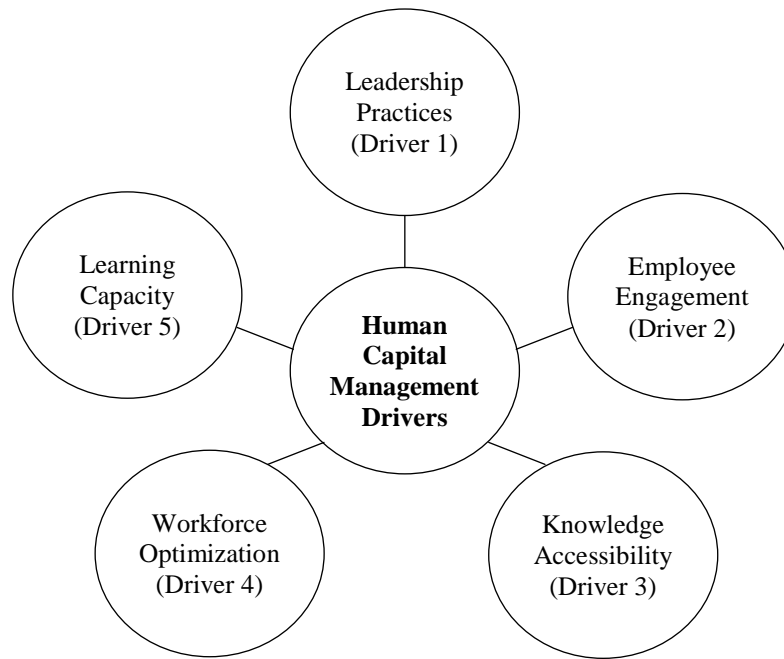 Leadership
Practices
(Driver 1)
Learning
Capacity
(Driver 5)
Employee
Engagement
(Driver 2)
Human
Capital
Management
Drivers
Workforce
Optimization
(Driver 4)
Knowledge
Accessibility
(Driver 3)